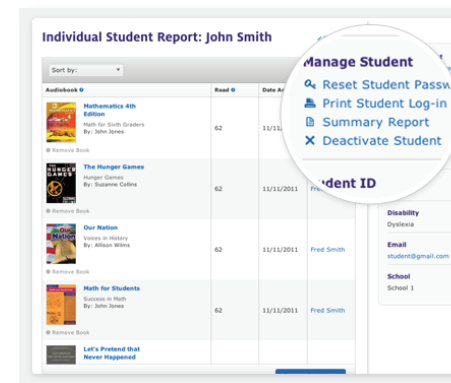 Individual Student Report: John Smith
Sort by:
Audiobook
Read
Date
Mathematics 4th
Edition
Math for Sixth Graders
By: John Jones
62
11/11/
Remove Book
THE HUNGER GAMES
The Hunger Games
Hunger Games
By: Suzanne Collins
62
11/11/2011
Remove Book
Our Nation
Our Nation
Voices in History
By: Allison Wilms
62
11/11/2011
Fred Smith
Remove Book
Math for Students
Success in Math
By: John Jones
62
11/11/2011
Fred Smith
Remove Book
Let's Pretend that
Never Happened
Manage Student
Reset Student Passw
Print Student Log-in
Summary Report
Deactivate Student
udent ID
Disability
Dyslexia
Email
student@gmail.com
School
School 1